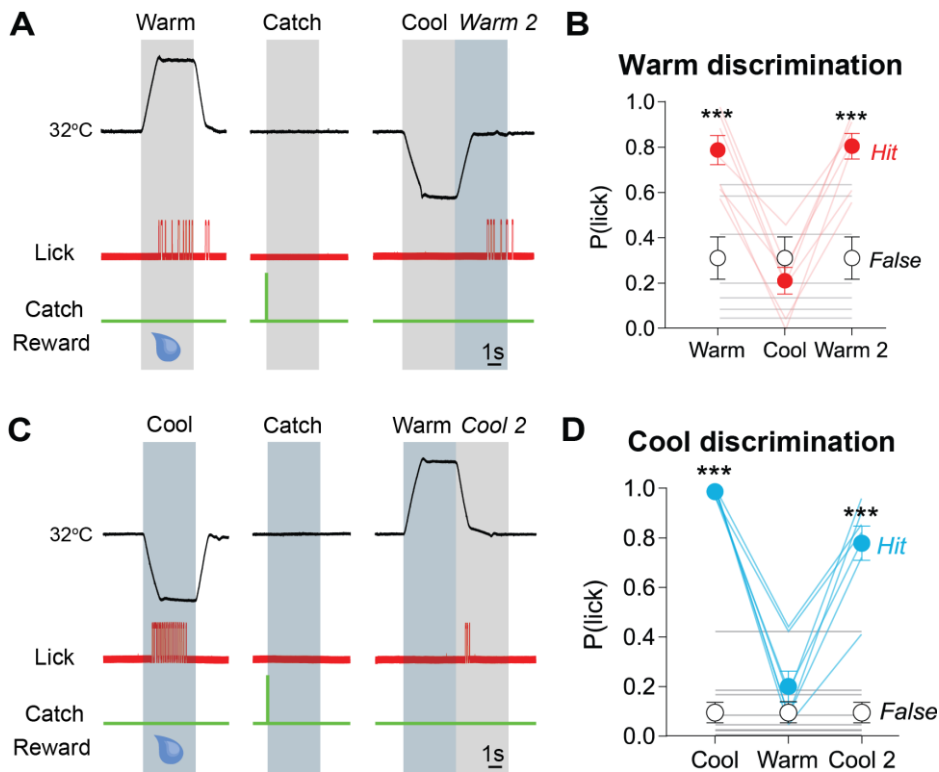 A
Warm
Catch
Cool Warm 2
32°C
Lick
Catch
Reward
1s
B
Warm discrimination
1.0
0.8
0.6
0.4
0.2
0.0
P(lick)
***
***
Hit
False
Warm Cool Warm 2
C
Cool
Catch
Warm Cool 2
32°C
Lick
Catch
Reward
1s
D
Cool discrimination
1.0
0.8
0.6
0.4
0.2
0.0
P(lick)
***
***
Hit
False
Cool Warm Cool 2